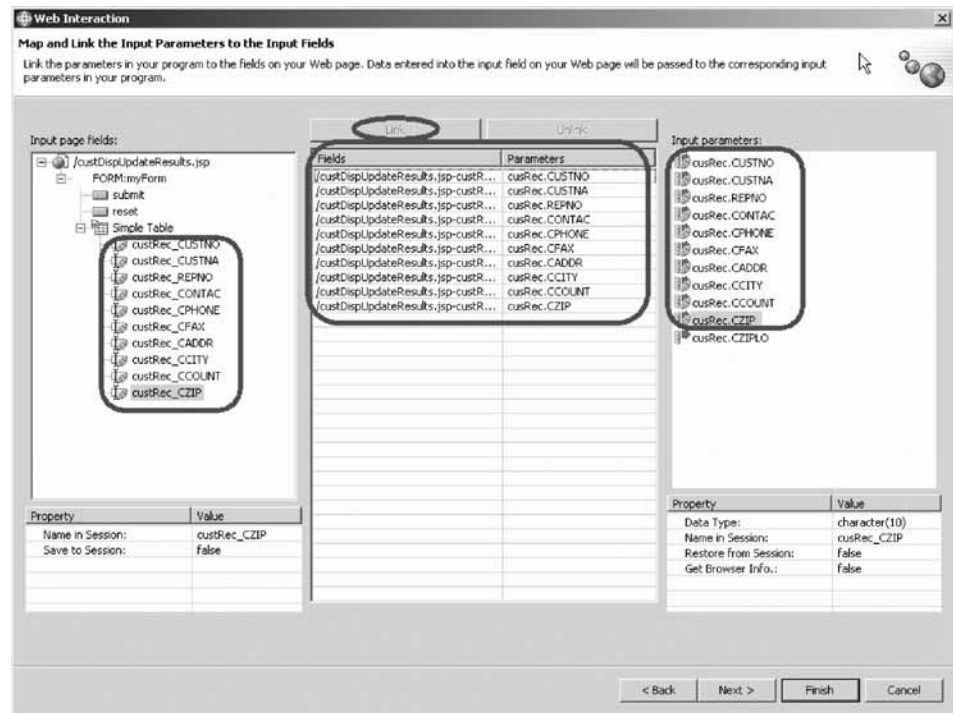 Web Interaction
Map and Link the Input Parameters to the Input Fields
Link the parameters in your program to the fields on your Web page. Data entered into the input field on your Web page will be passed to the corresponding input
parameters in your program.
Input page fields:
/custDispUpdateResults.jsp
FORM:myForm
submit
reset
Simple Table
custRec_CUSTNO
custRec_CUSTNA
custRec_REPNO
custRec_CONTAC
custRec_CPHONE
custRec_CFAX
custRec_CADDR
custRec_CCITY
custRec_CCOUNT
custRec_CZIP
Property Value
Name in Session: custRec_CZIP
Save to Session: false
Link Unlink
Fields Parameters
/custDispUpdateResults.jsp-custR... cusRec.CUSTNO
/custDispUpdateResults.jsp-custR... cusRec.CUSTNA
/custDispUpdateResults.jsp-custR... cusRec.REPNO
/custDispUpdateResults.jsp-custR... cusRec.CONTAC
/custDispUpdateResults.jsp-custR... cusRec.CPHONE
/custDispUpdateResults.jsp-custR... cusRec.CFAX
/custDispUpdateResults.jsp-custR... cusRec.CADDR
/custDispUpdateResults.jsp-custR... cusRec.CCITY
/custDispUpdateResults.jsp-custR... cusRec.CCOUNT
/custDispUpdateResults.jsp-custR... cusRec.CZIP
Input parameters:
cusRec.CUSTNO
cusRec.CUSTNA
cusRec.REPNO
cusRec.CONTAC
cusRec.CPHONE
cusRec.CFAX
cusRec.CADDR
cusRec.CCITY
cusRec.CCOUNT
cusRec.CZIP
cusRec.CZIPLO
Property Value
Data Type: character(10)
Name in Session: cusRec_CZIP
Restore from Session: false
Get Browser Info.: false
< Back Next > Finish Cancel